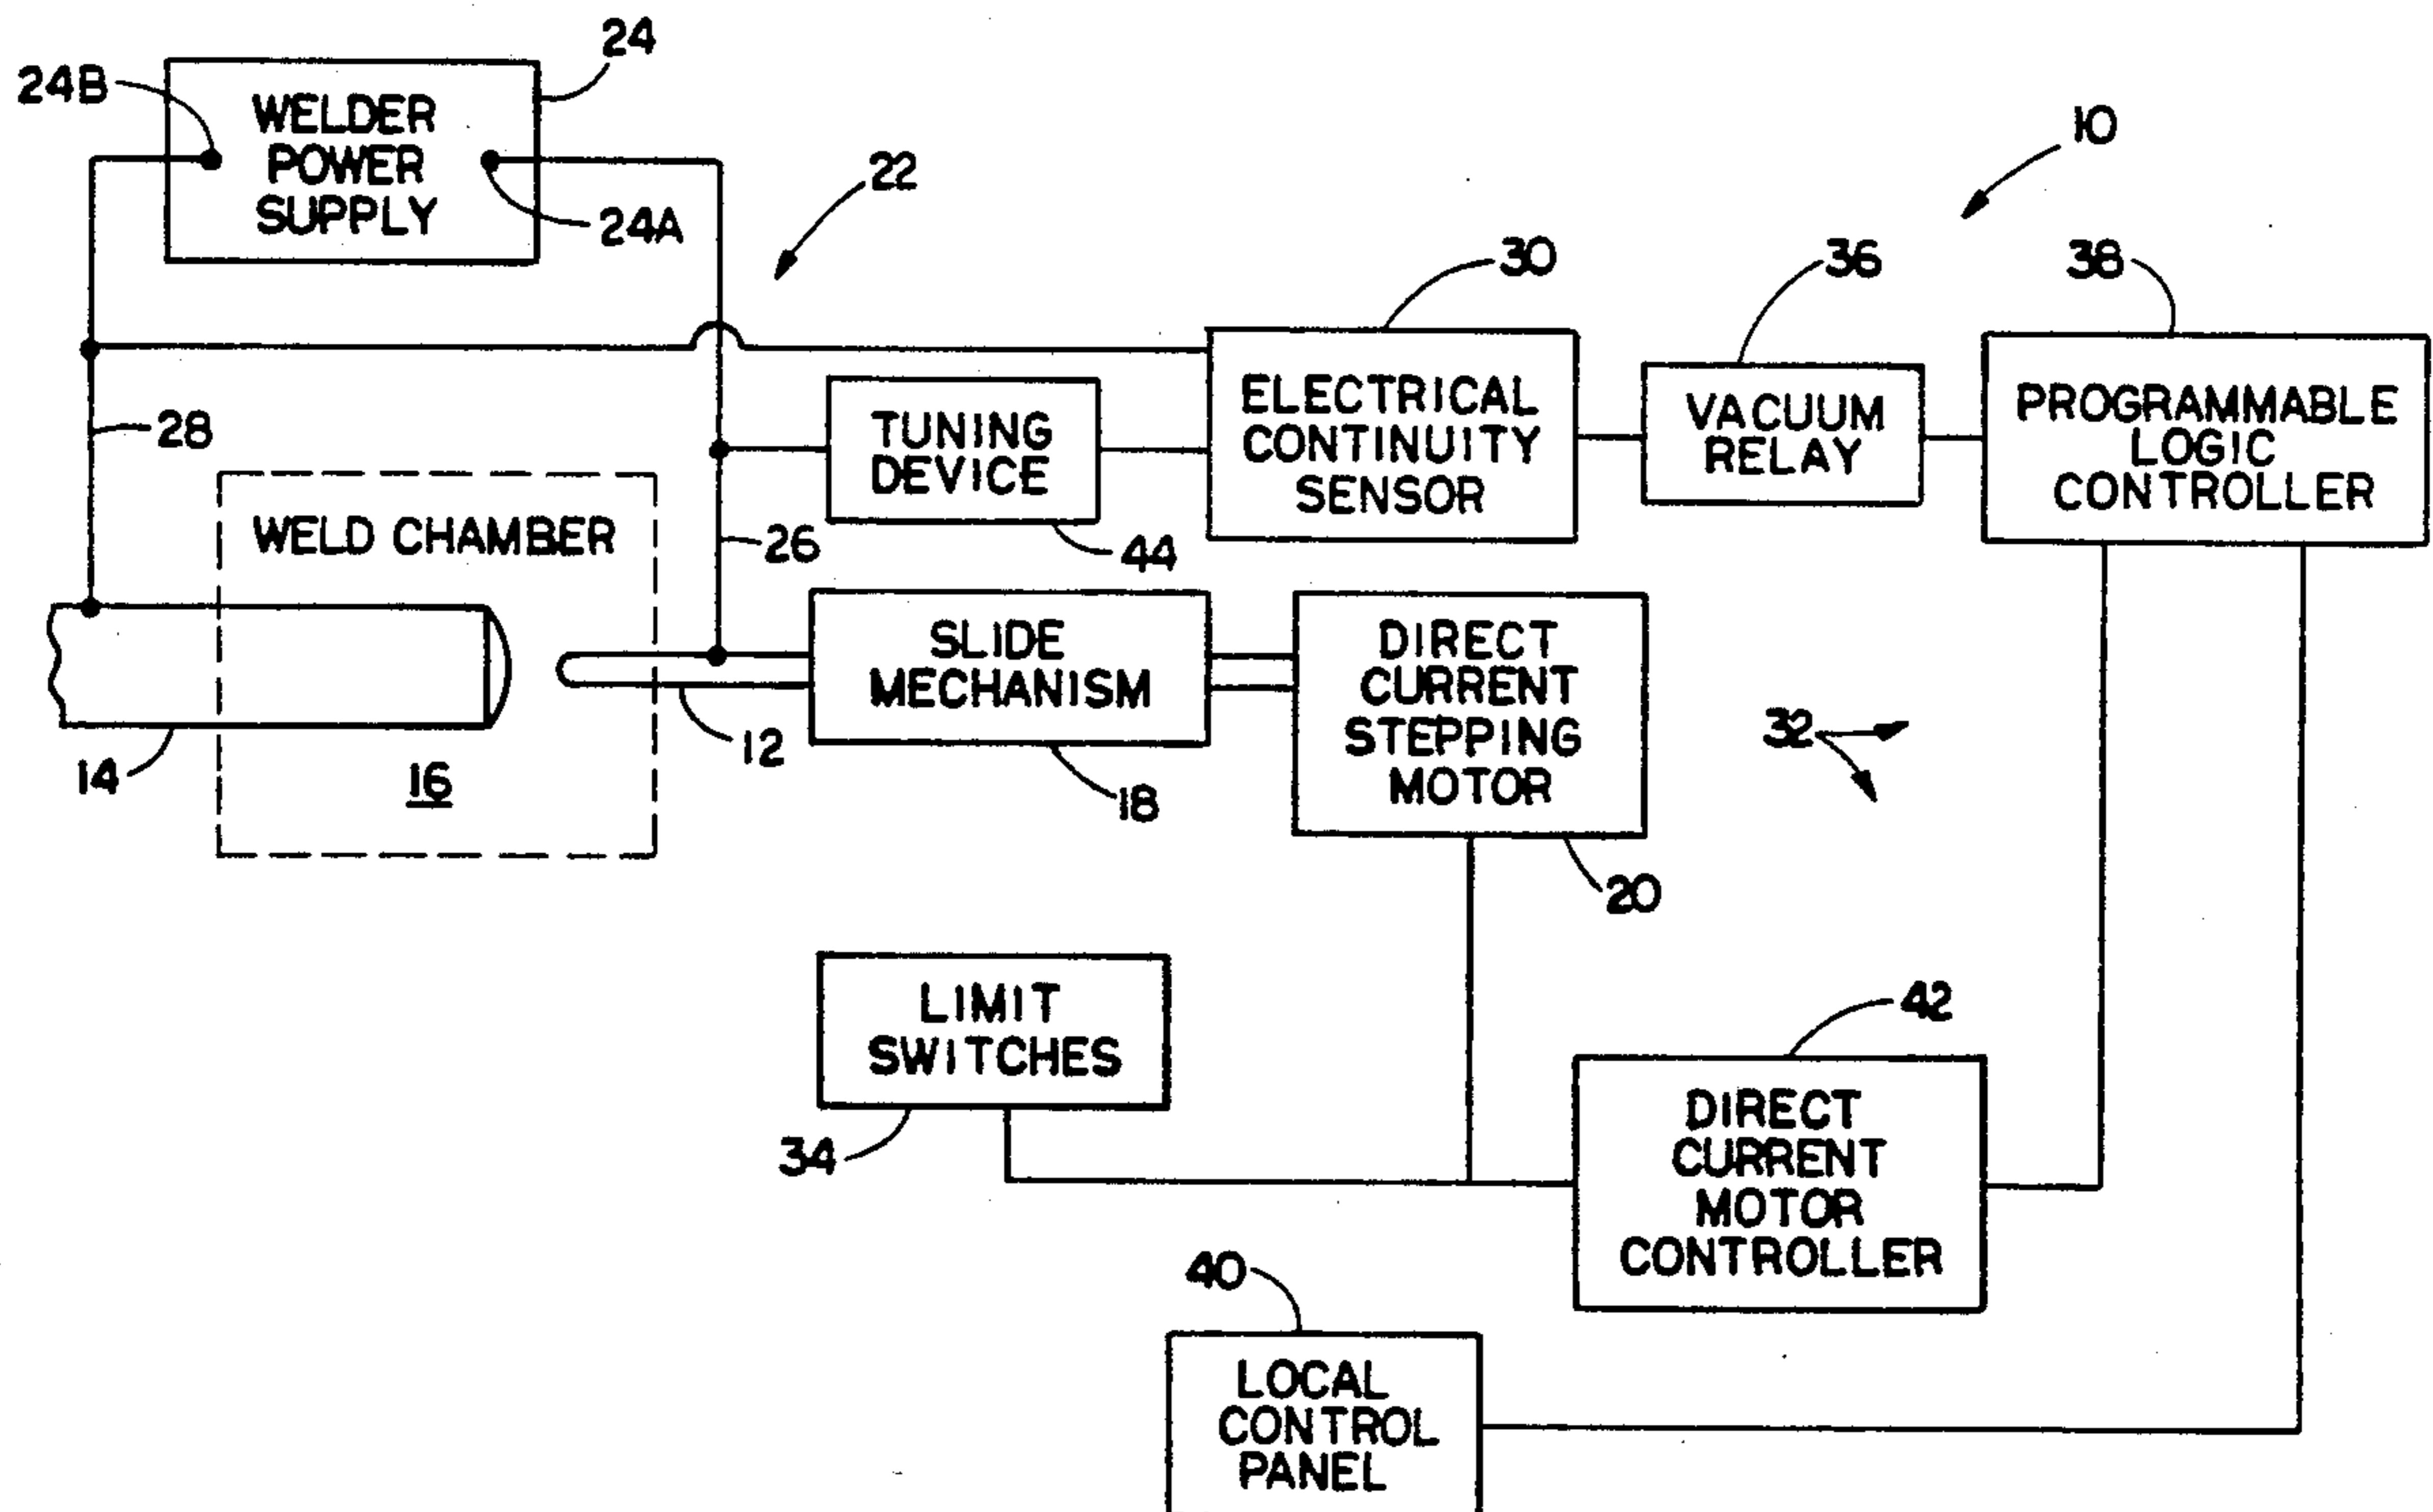 24
24B
WELDER
POWER
SUPPLY
24A
22
10
30
36
38
ELECTRICAL
CONTINUITY
SENSOR
VACUUM
RELAY
PROGRAMMABLE
LOGIC
CONTROLLER
TUNING
DEVICE
44
28
26
WELD CHAMBER
SLIDE
MECHANISM
DIRECT
CURRENT
STEPPING
MOTOR
32
12
14
16
18
20
LIMIT
SWITCHES
34
42
DIRECT
CURRENT
MOTOR
CONTROLLER
40
LOCAL
CONTROL
PANEL